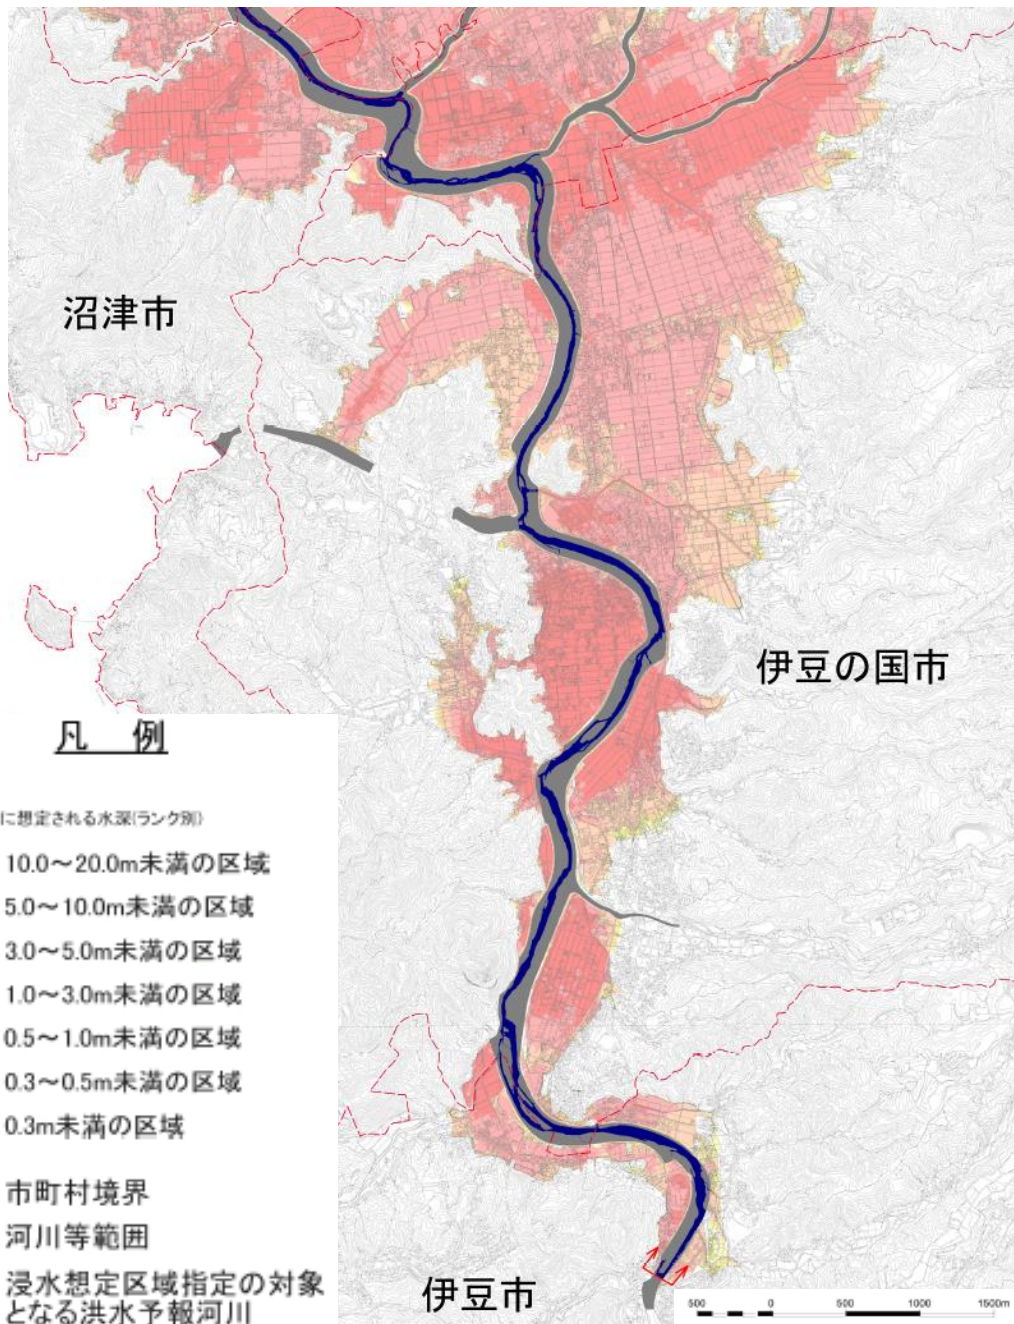 沼津市
伊豆の国市
凡 例
に想定される水深(ランク別)
10.0～20.0m未満の区域
5.0～10.0m未満の区域
3.0～5.0m未満の区域
1.0～3.0m未満の区域
0.5～1.0m未満の区域
0.3～0.5m未満の区域
0.3m未満の区域
市町村境界
河川等範囲
浸水想定区域指定の対象
となる洪水予報河川
伊豆市
500 0 500 1000 1500m